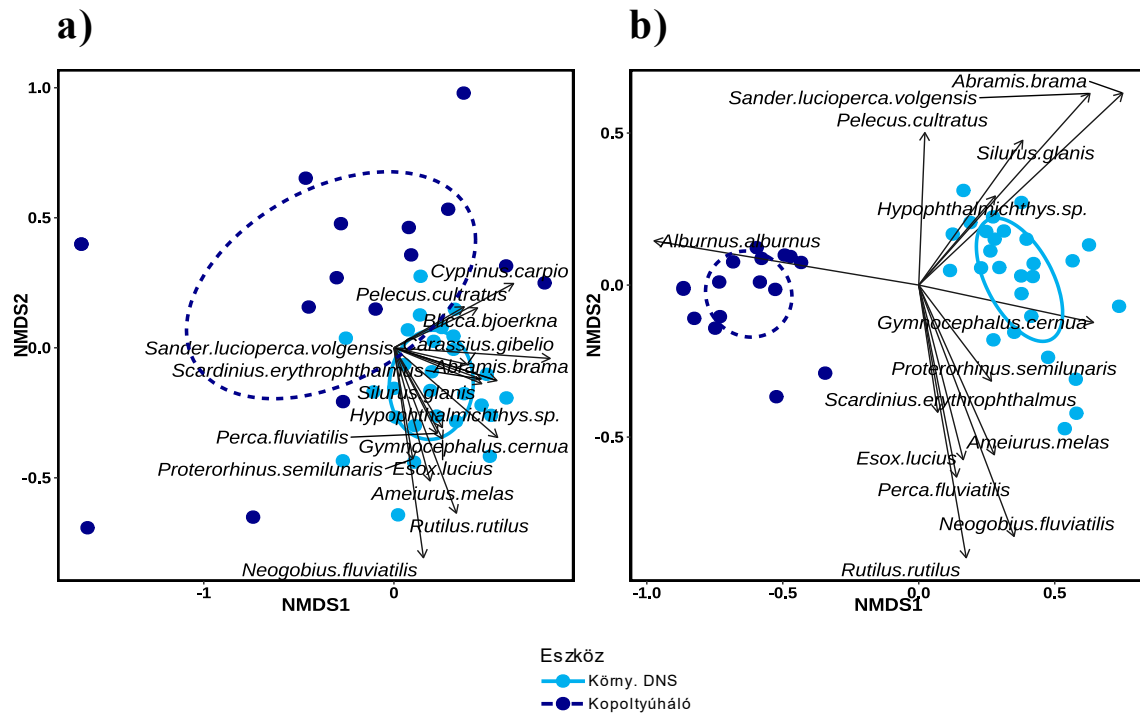 a)
b)
1.0
0.5
0.0
-0.5
NMDS2
-1
0
NMDS1
Cyprinus.carpio
Pelecus.cultratus
Blicca.bjoerkna
Sander.lucioperca.volgensis
Carassius.gibelio
Scardinius.erythrophthalmus
Abramis.brama
Silurus.glanis
Hypophthalmichthys.sp.
Perca.fluviatilis
Gymnocephalus.cernua
Proterorhinus.semilunaris
Esox.lucius
Ameiurus.melas
Rutilus.rutilus
Neogobius.fluviatilis
0.5
0.0
-0.5
NMDS2
-1.0
-0.5
0.0
0.5
NMDS1
Abramis.brama
Sander.lucioperca.volgensis
Pelecus.cultratus
Silurus.glanis
Hypophthalmichthys.sp.
Alburnus.alburnus
Gymnocephalus.cernua
Proterorhinus.semilunaris
Scardinius.erythrophthalmus
Ameiurus.melas
Esox.lucius
Perca.fluviatilis
Neogobius.fluviatilis
Rutilus.rutilus
Eszköz
Körny. DNS
Kopoltyúháló